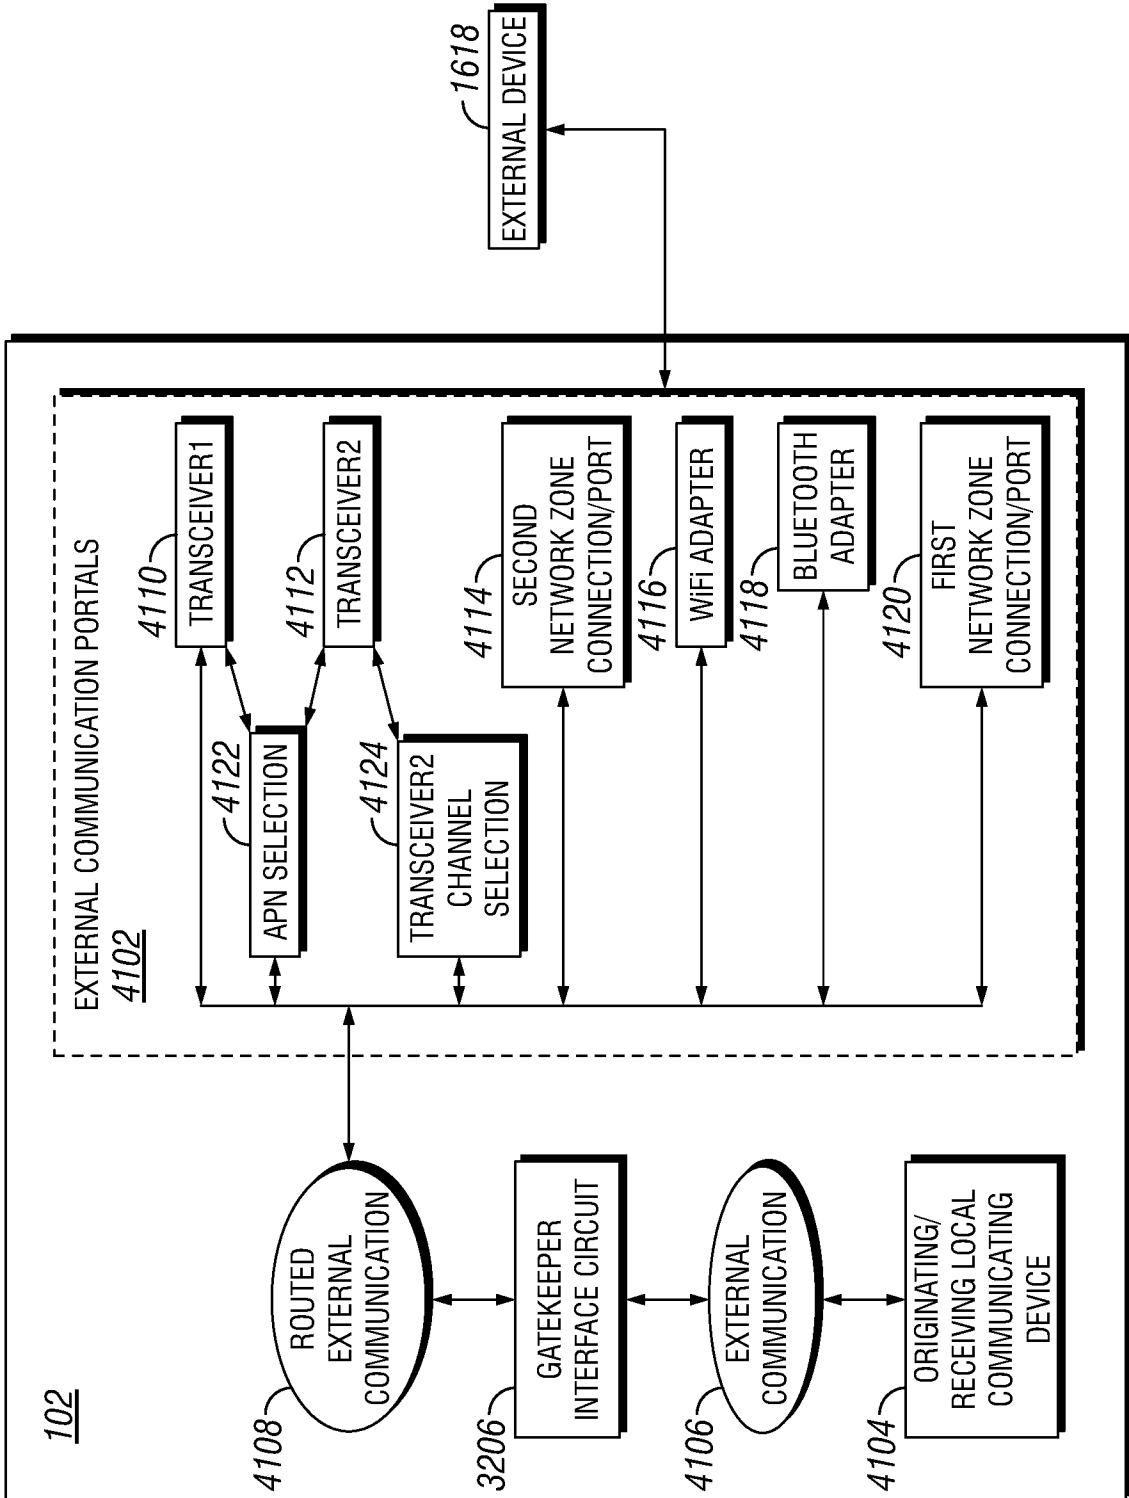 102
EXTERNAL COMMUNICATION PORTALS
4102
4110
TRANSCEIVER1
4122
APN SELECTION
4112
TRANSCEIVER2
4124
TRANSCEIVER2
CHANNEL
SELECTION
4114
SECOND
NETWORK ZONE
CONNECTION/PORT
4116
WiFi ADAPTER
4118
BLUETOOTH
ADAPTER
4120
FIRST
NETWORK ZONE
CONNECTION/PORT
1618
EXTERNAL DEVICE
4108
ROUTED
EXTERNAL
COMMUNICATION
3206
GATEKEEPER
INTERFACE CIRCUIT
4106
EXTERNAL
COMMUNICATION
4104
ORIGINATING/
RECEIVING LOCAL
COMMUNICATING
DEVICE